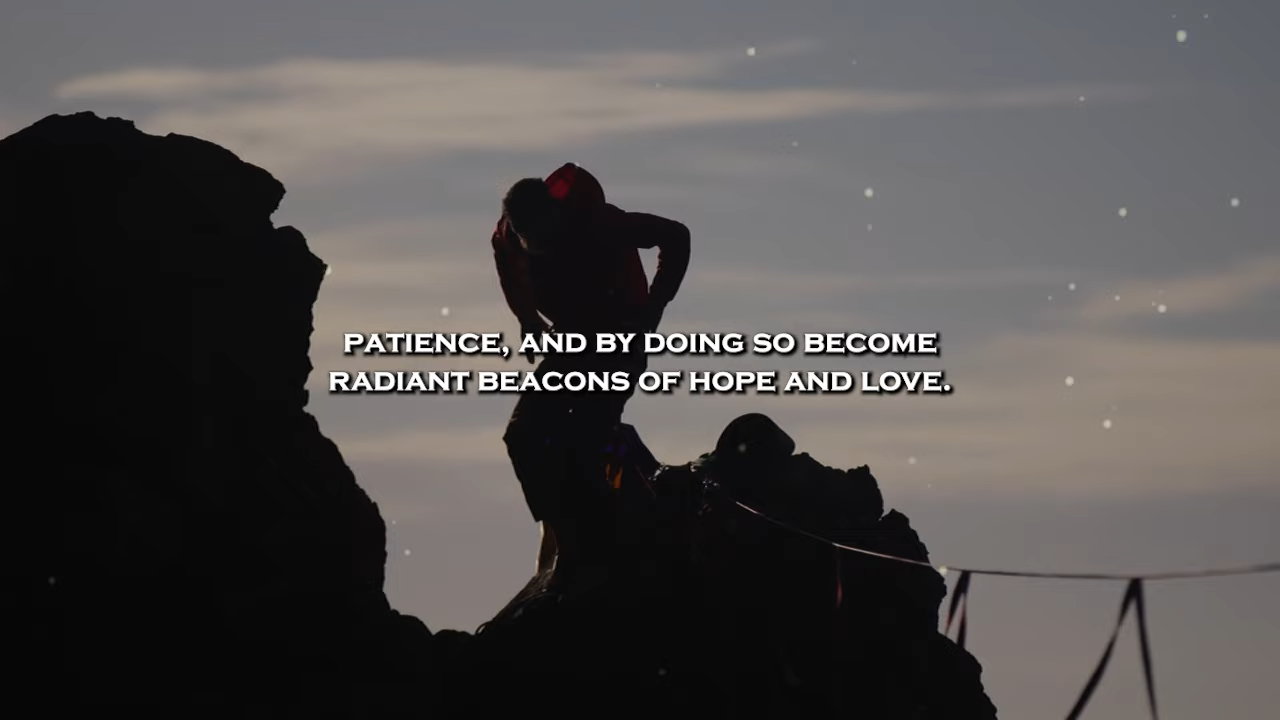 PATIENCE, AND BY DOING SO BECOME
RADIANT BEACONS OF HOPE AND LOVE.